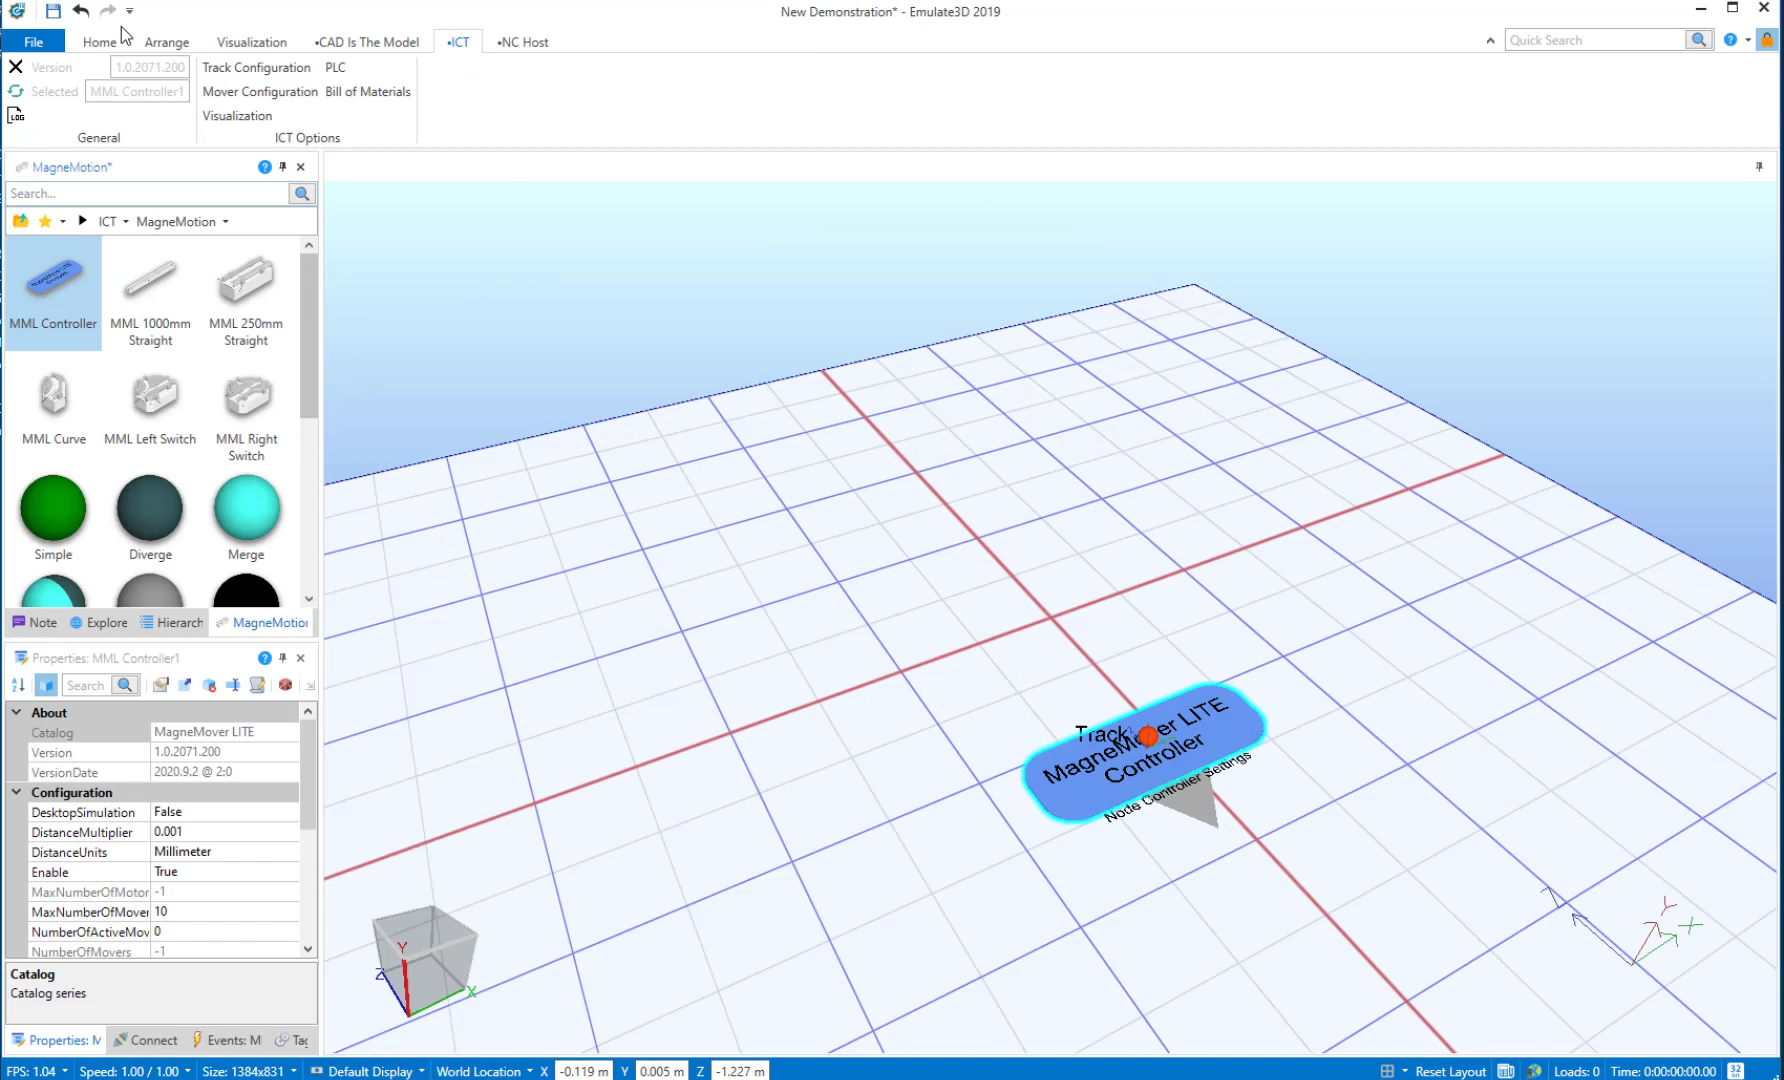 New Demonstration* - Emulate3D 2019
File
Home
Arrange
Visualization
•CAD Is The Model
•ICT
•NC Host
Quick Search
Version
1.0.2071.200
Track Configuration
PLC
Selected
MML Controller1
Mover Configuration
Bill of Materials
LOG
Visualization
General
ICT Options
MagneMotion*
Search...
ICT
MagneMotion
MML Controller
MML 1000mm
Straight
MML 250mm
Straight
MML Curve
MML Left Switch
MML Right
Switch
Simple
Diverge
Merge
Note
Explore
Hierarch
MagneMotio
Properties: MML Controller1
Search
About
Catalog
MagneMover LITE
Version
1.0.2071.200
VersionDate
2020.9.2 @ 2:0
Configuration
DesktopSimulation
False
DistanceMultiplier
0.001
DistanceUnits
Millimeter
Enable
True
MaxNumberOfMotor
-1
MaxNumberOfMover
10
NumberOfActiveMov
0
NumberOfMovers
-1
Catalog
Catalog series
Properties: M
Connect
Events: M
Tag
Track
MagneMover LITE
Controller
Node Controller Settings
Y
Z
X
Y
X
FPS: 1.04
Speed: 1.00 / 1.00
Size: 1384x831
Default Display
World Location
X
-0.119 m
Y
0.005 m
Z
-1.227 m
Reset Layout
Loads: 0
Time: 0:00:00:00.00
32